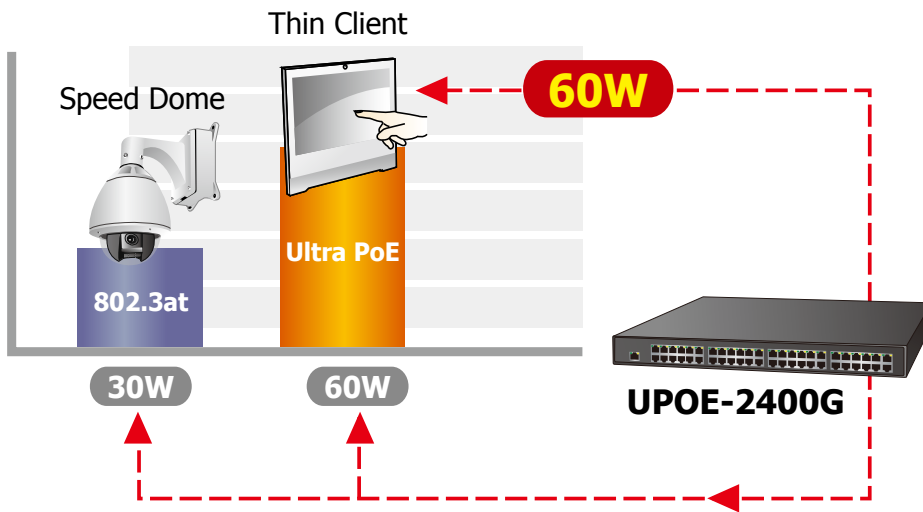 Thin Client
60W
Speed Dome
Ultra PoE
802.3at
30W
60W
UPOE-2400G